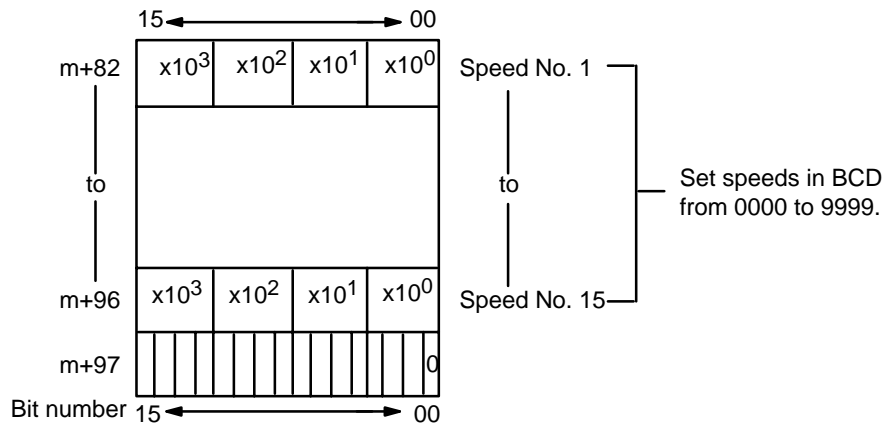 15 00
m+82 x10³ x10² x10¹ x10⁰ Speed No. 1
to to Set speeds in BCD
from 0000 to 9999.
m+96 x10³ x10² x10¹ x10⁰ Speed No. 15
m+97 0
Bit number 15 00